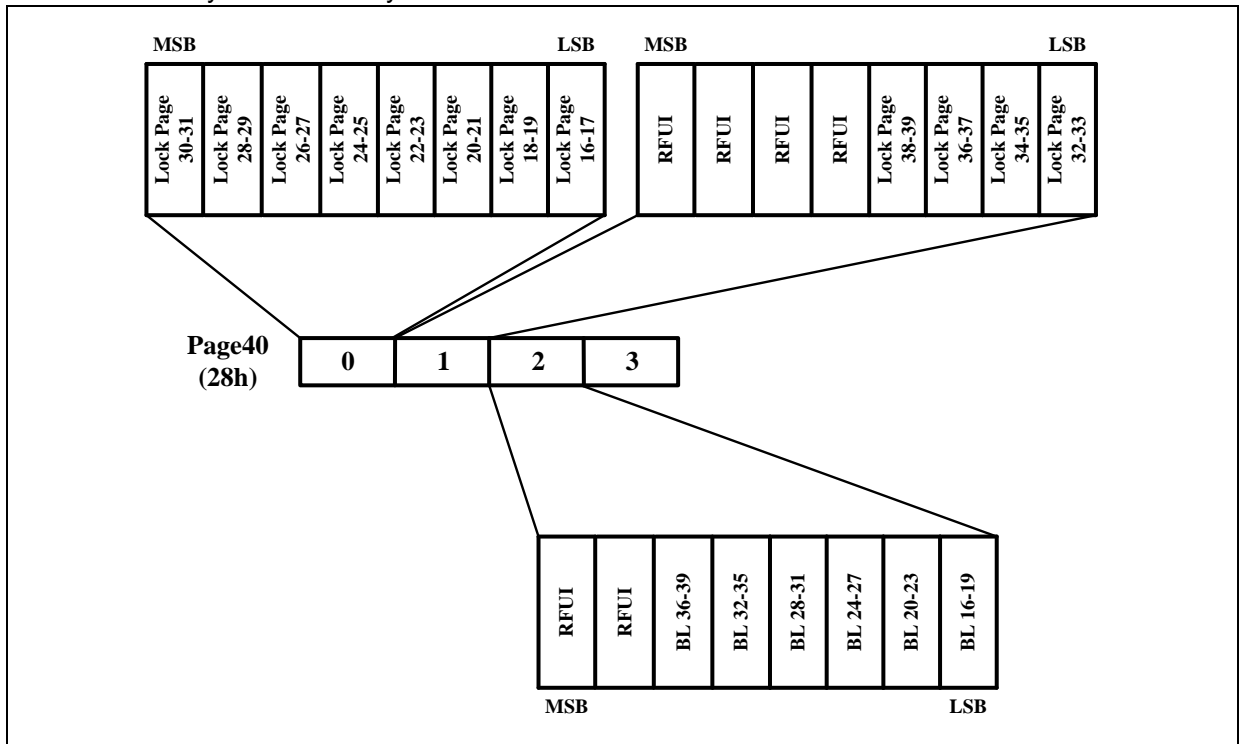 MSB
LSB
MSB
LSB
Lock Page
30-31
Lock Page
28-29
Lock Page
26-27
Lock Page
24-25
Lock Page
22-23
Lock Page
20-21
Lock Page
18-19
Lock Page
16-17
RFUI
RFUI
RFUI
RFUI
Lock Page
38-39
Lock Page
36-37
Lock Page
34-35
Lock Page
32-33
Page40
(28h)
0
1
2
3
RFUI
RFUI
BL 36-39
BL 32-35
BL 28-31
BL 24-27
BL 20-23
BL 16-19
MSB
LSB